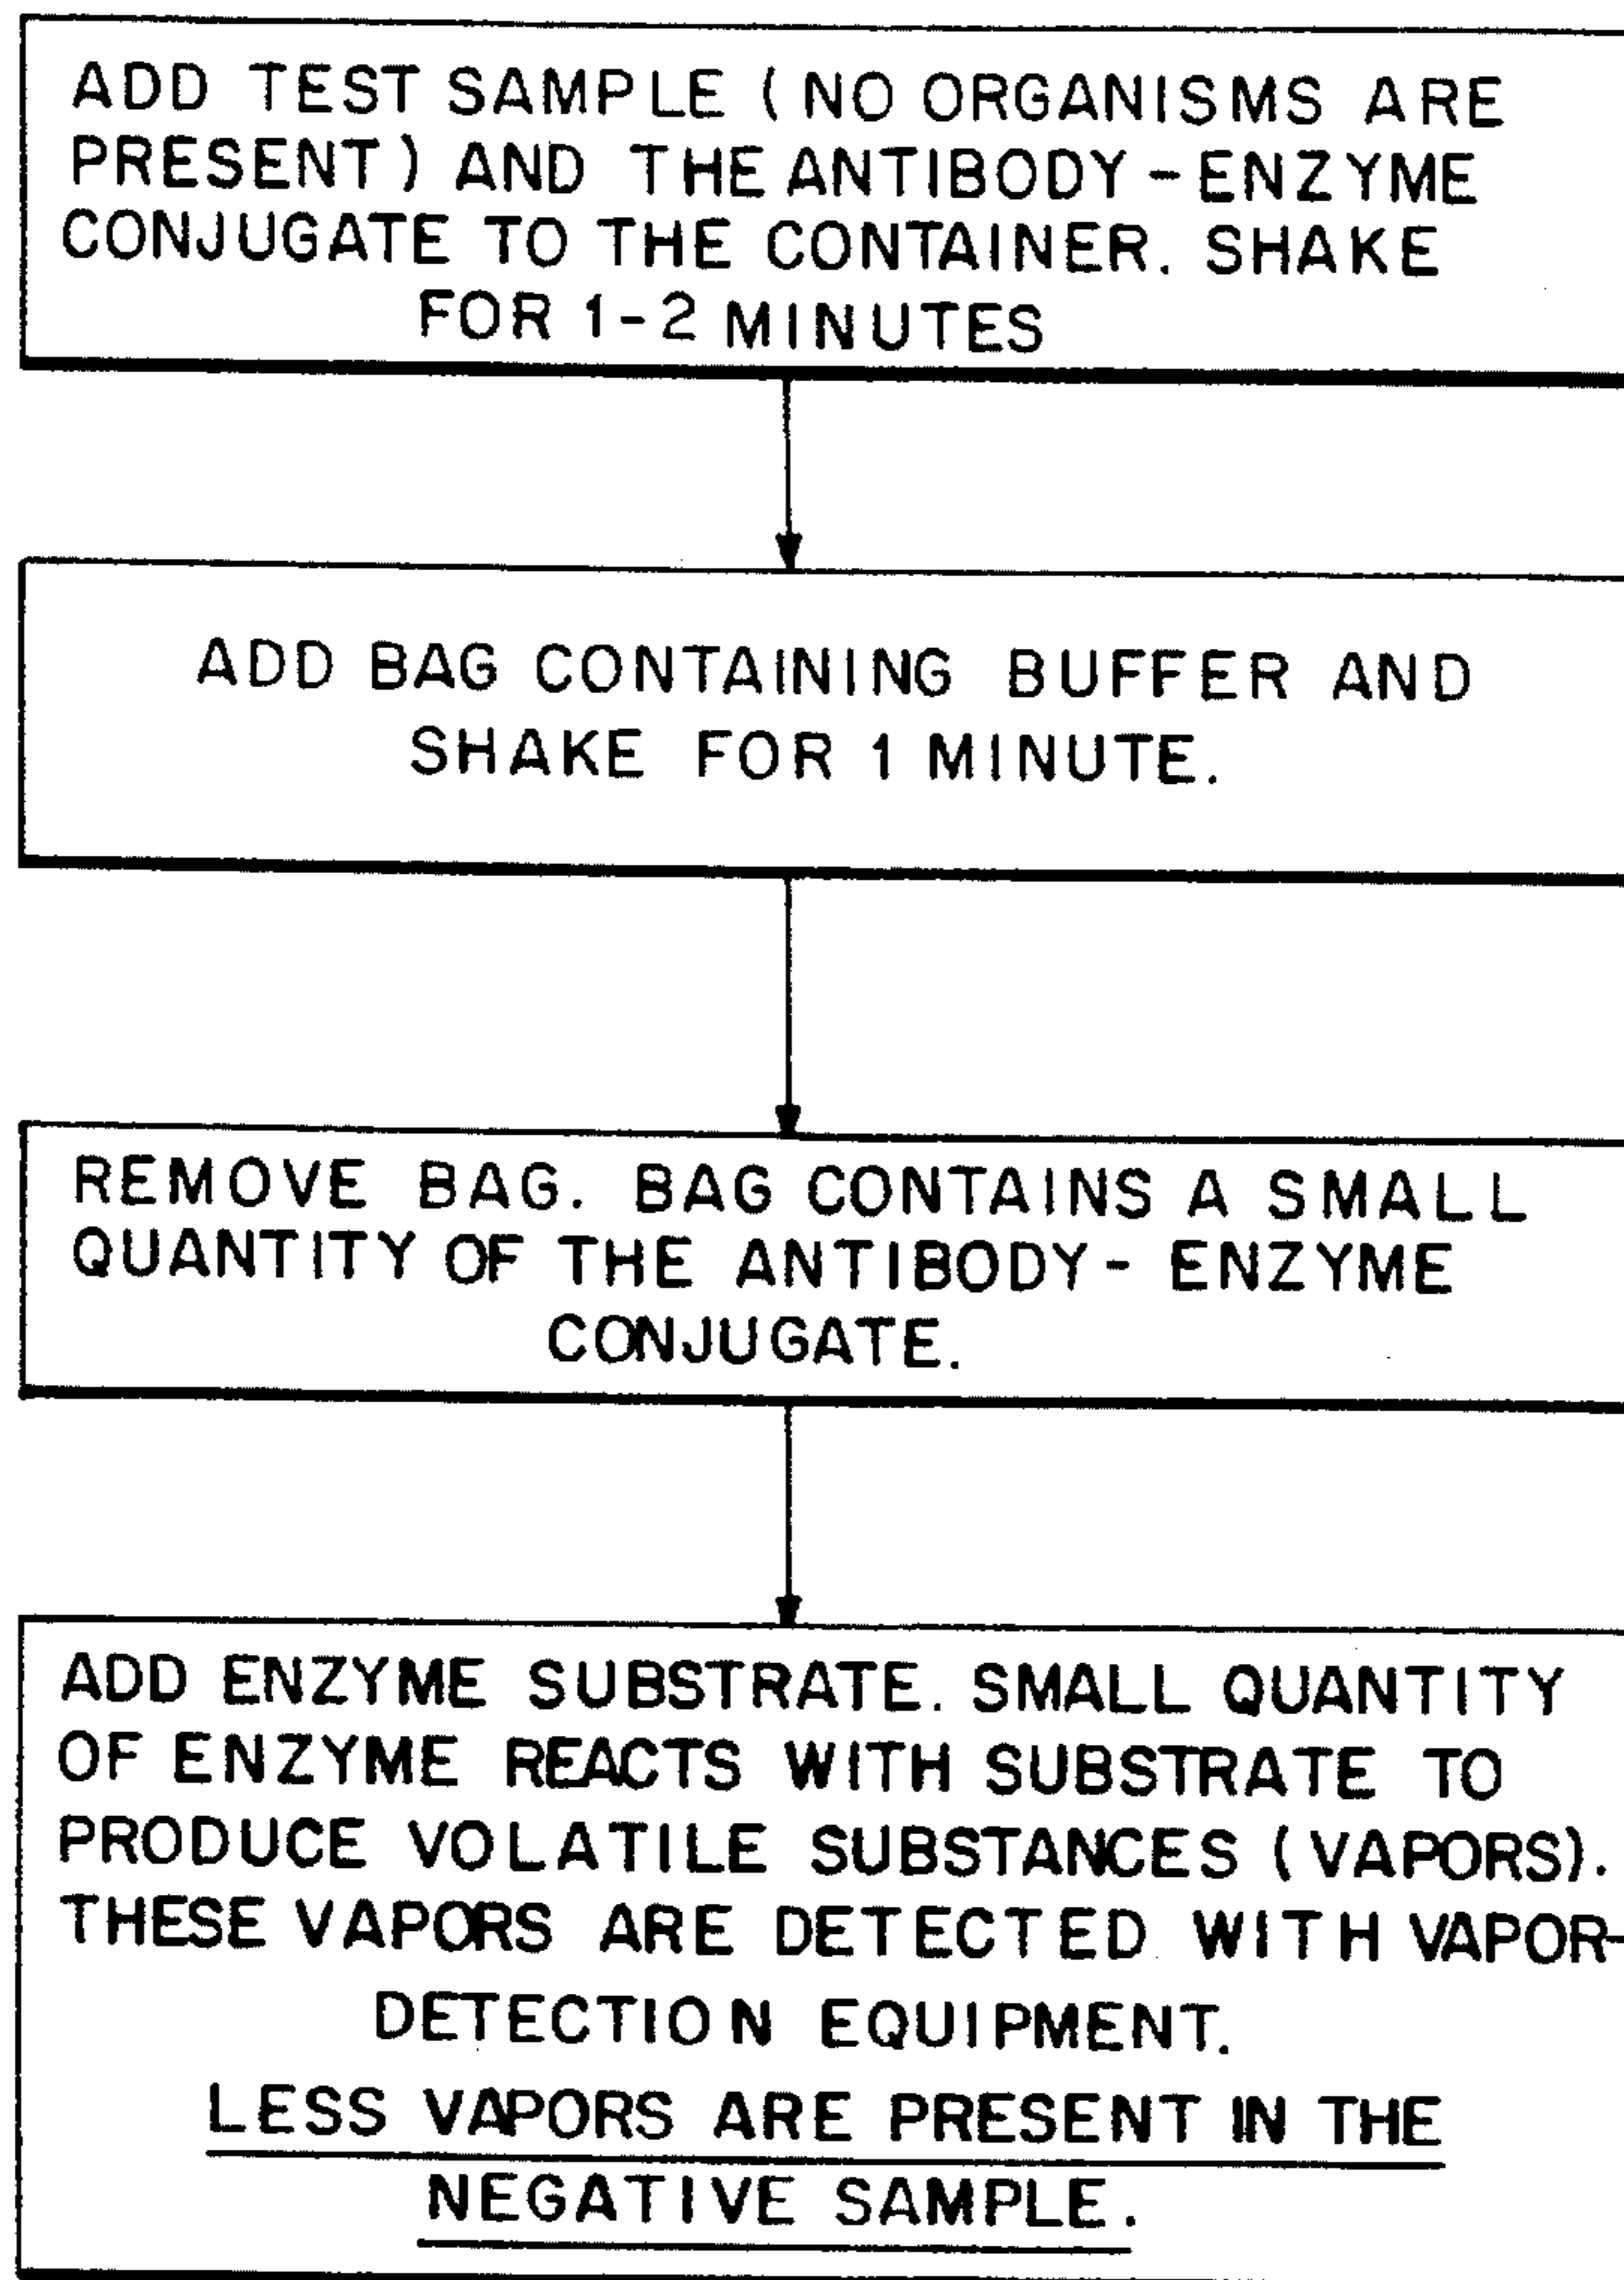 ADD TEST SAMPLE (NO ORGANISMS ARE
PRESENT) AND THE ANTIBODY-ENZYME
CONJUGATE TO THE CONTAINER. SHAKE
FOR 1-2 MINUTES
ADD BAG CONTAINING BUFFER AND
SHAKE FOR 1 MINUTE.
REMOVE BAG. BAG CONTAINS A SMALL
QUANTITY OF THE ANTIBODY-ENZYME
CONJUGATE.
ADD ENZYME SUBSTRATE. SMALL QUANTITY
OF ENZYME REACTS WITH SUBSTRATE TO
PRODUCE VOLATILE SUBSTANCES (VAPORS).
THESE VAPORS ARE DETECTED WITH VAPOR-
DETECTION EQUIPMENT.
LESS VAPORS ARE PRESENT IN THE
NEGATIVE SAMPLE.